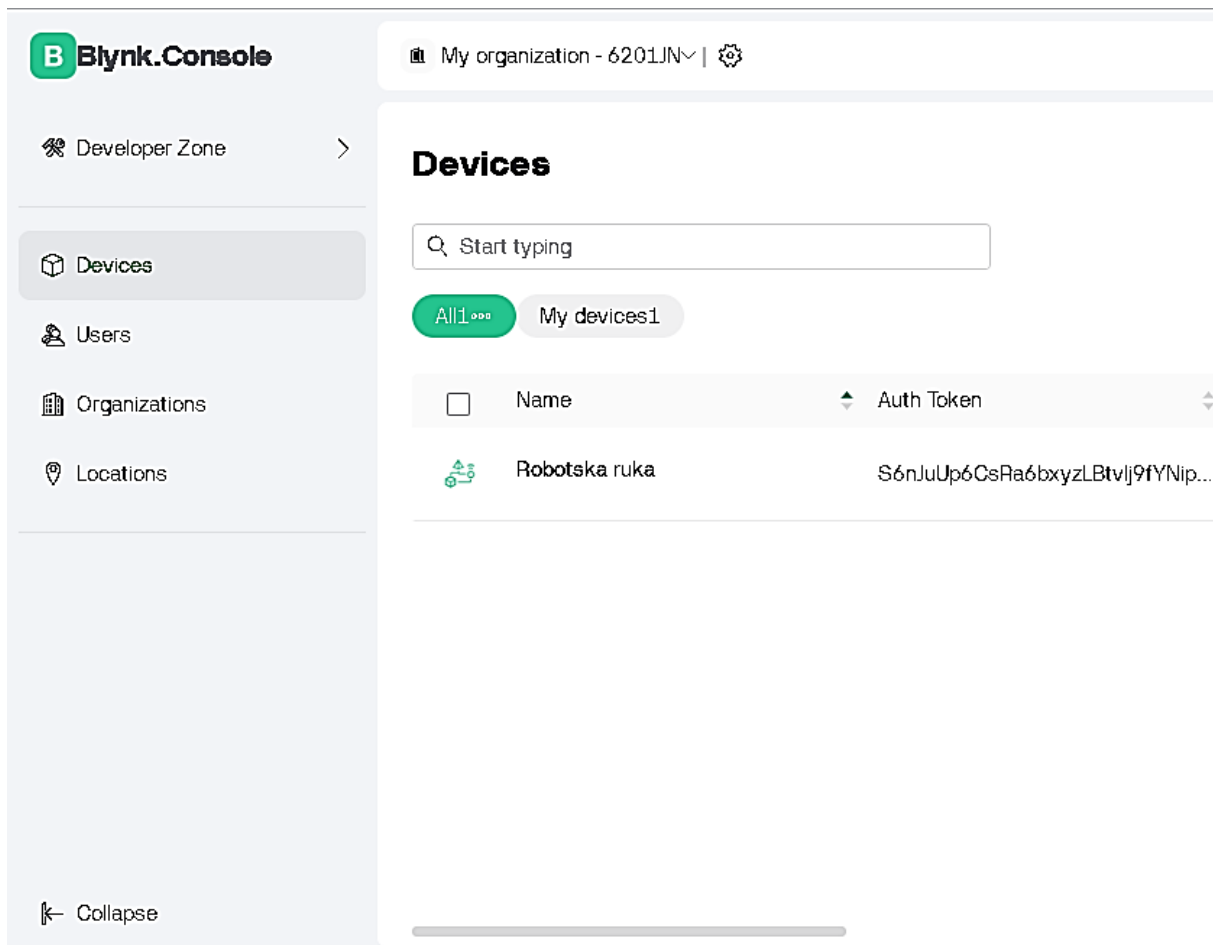 B Blynk.Console
My organization - 6201JN
Developer Zone
Devices
Users
Organizations
Locations
Collapse
Devices
Start typing
All1 My devices1
Name Auth Token
Robotska ruka S6nJuUp6CsRa6bxyzLBtvIj9fYNip...